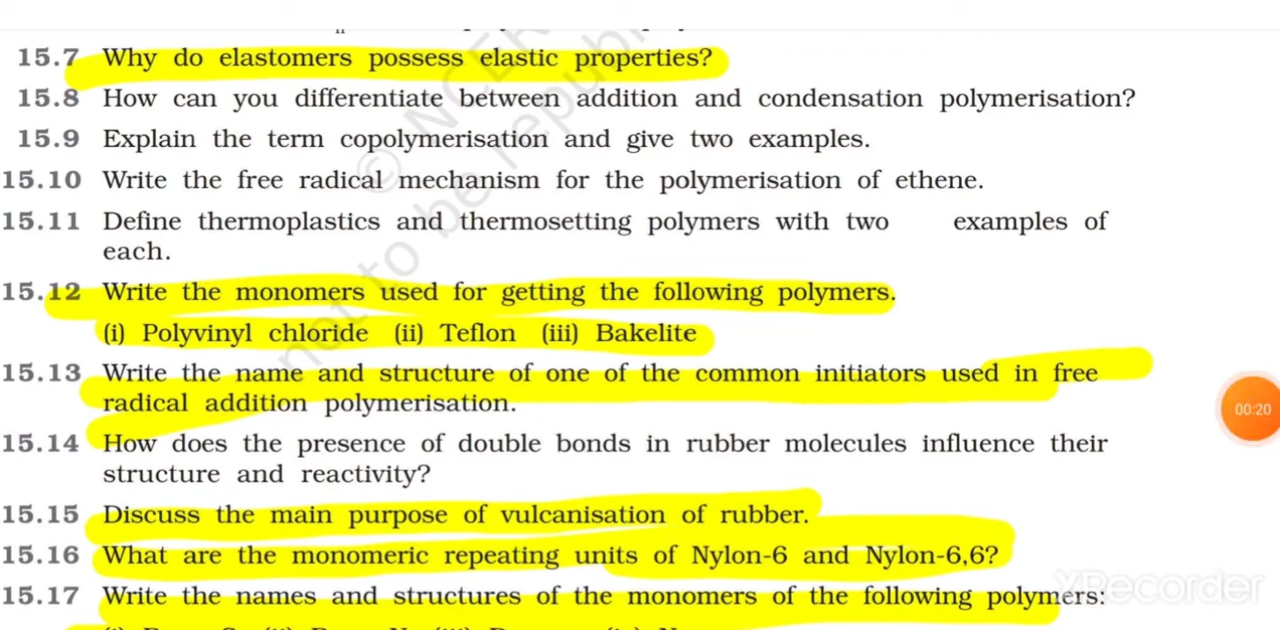 15.7 Why do elastomers possess elastic properties?
15.8 How can you differentiate between addition and condensation polymerisation?
15.9 Explain the term copolymerisation and give two examples.
15.10 Write the free radical mechanism for the polymerisation of ethene.
15.11 Define thermoplastics and thermosetting polymers with two examples of
each.
15.12 Write the monomers used for getting the following polymers.
(i) Polyvinyl chloride (ii) Teflon (iii) Bakelite
15.13 Write the name and structure of one of the common initiators used in free
radical addition polymerisation.
00:20
15.14 How does the presence of double bonds in rubber molecules influence their
structure and reactivity?
15.15 Discuss the main purpose of vulcanisation of rubber.
15.16 What are the monomeric repeating units of Nylon-6 and Nylon-6,6?
XRecorder
15.17 Write the names and structures of the monomers of the following polymers:
© NCERT
not to be republi